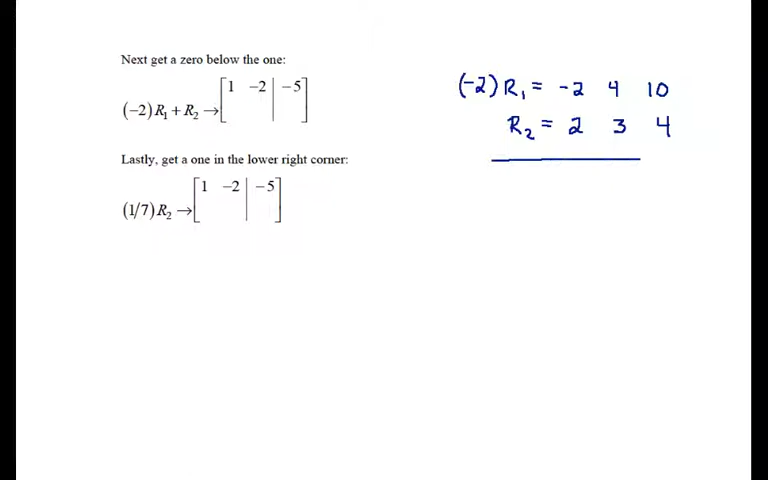 Next get a zero below the one:
(−2)R₁ + R₂ → [1 −2 | −5]
Lastly, get a one in the lower right corner:
(1/7)R₂ → [1 −2 | −5]
(-2) R₁ = -2 4 10
R₂ = 2 3 4